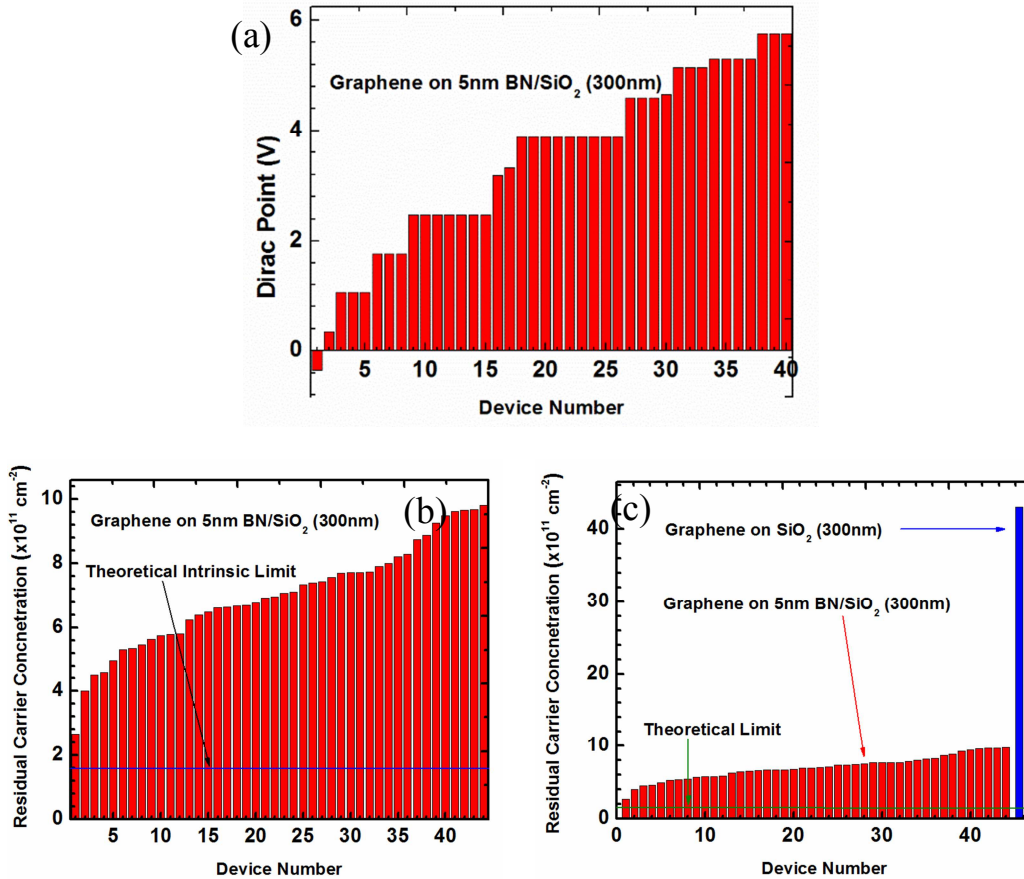 (a)
Graphene on 5nm BN/SiO2 (300nm)
Dirac Point (V)
6
4
2
0
5 10 15 20 25 30 35 40
Device Number
(b)
Graphene on 5nm BN/SiO2 (300nm)
Theoretical Intrinsic Limit
Residual Carrier Concnetration (x10^11 cm^-2)
10
8
6
4
2
0
5 10 15 20 25 30 35 40
Device Number
(c)
Graphene on SiO2 (300nm)
Graphene on 5nm BN/SiO2 (300nm)
Theoretical Limit
Residual Carrier Concnetration (x10^11 cm^-2)
40
30
20
10
0
0 10 20 30 40
Device Number